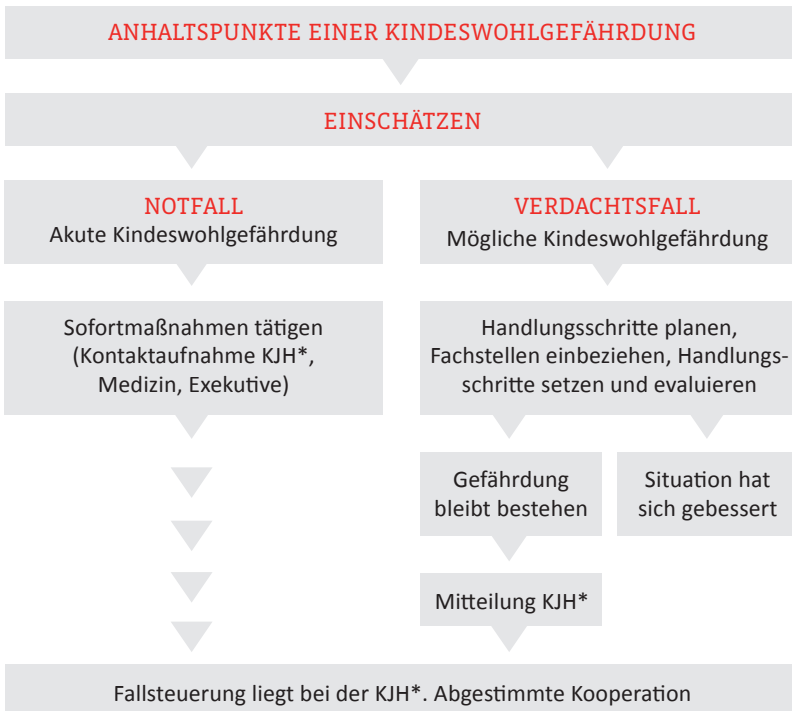 ANHALTSPUNKTE EINER KINDESWOHLGEFÄHRDUNG
EINSCHÄTZEN
NOTFALL
Akute Kindeswohlgefährdung
VERDACHTSFALL
Mögliche Kindeswohlgefährdung
Sofortmaßnahmen tätigen
(Kontaktaufnahme KJH*,
Medizin, Exekutive)
Handlungsschritte planen,
Fachstellen einbeziehen, Handlungs-
schritte setzen und evaluieren
Gefährdung
bleibt bestehen
Situation hat
sich gebessert
Mitteilung KJH*
Fallsteuerung liegt bei der KJH*. Abgestimmte Kooperation